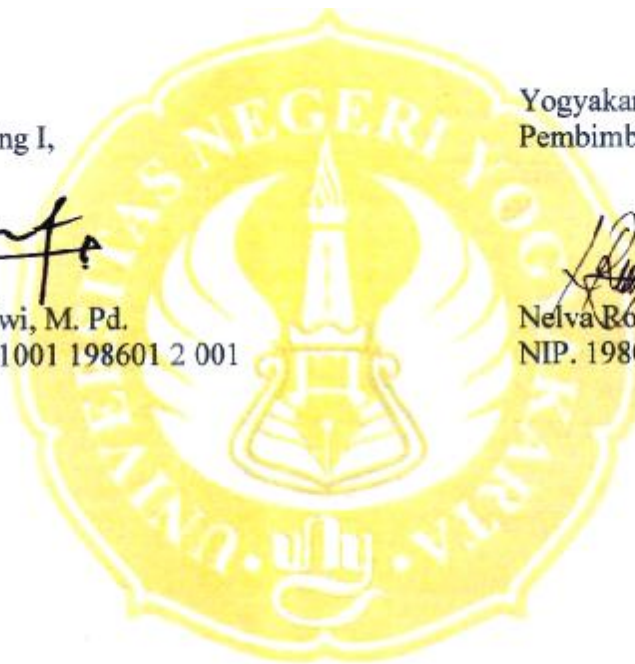 ng I,
wi, M. Pd.
1001 198601 2 001
Yogyakar
Pembimb
Nelva Ro
NIP. 198
UNIVERSITAS NEGERI YOGYAKARTA
uny